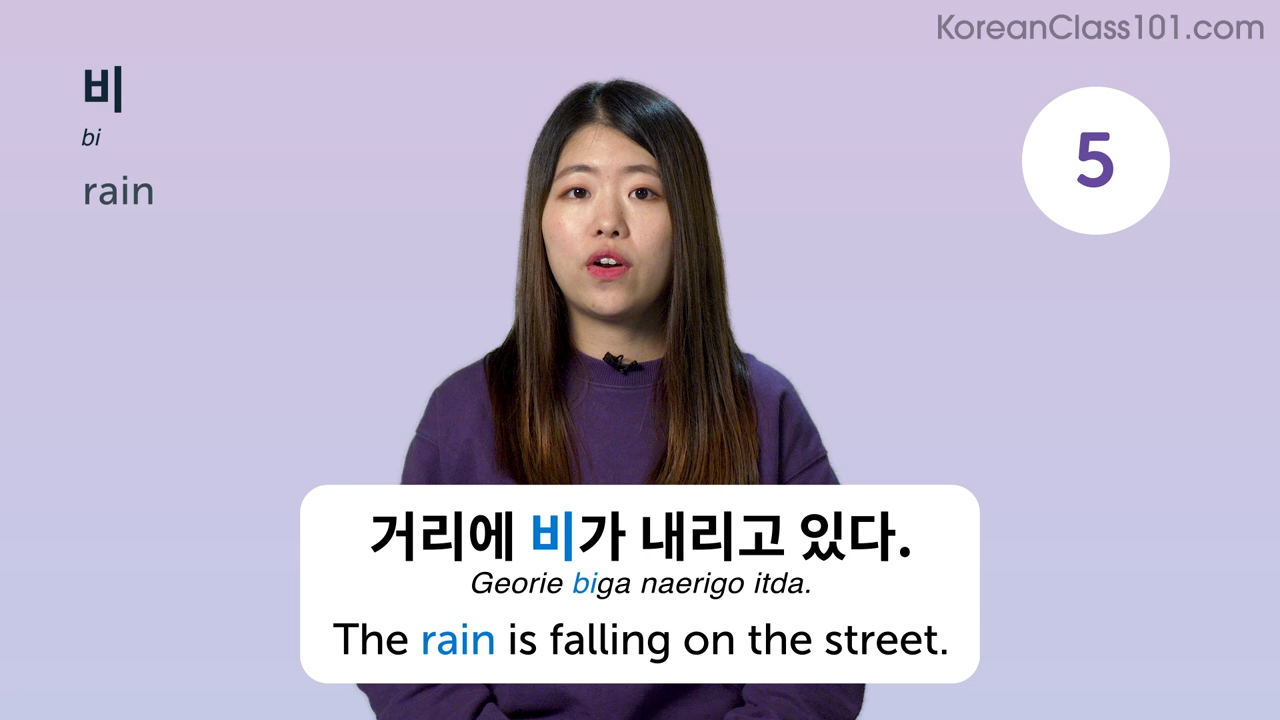 KoreanClass101.com
비
bi
rain
5
거리에 비가 내리고 있다.
Georie biga naerigo itda.
The rain is falling on the street.